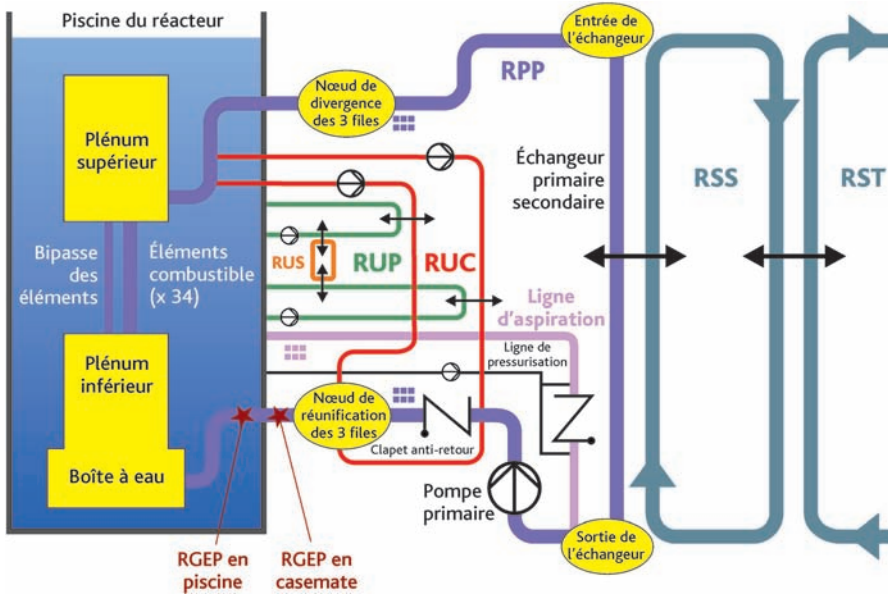 Piscine du réacteur
Plénum
supérieur
Bipasse
des
éléments
Éléments
combustible
(x 34)
Plénum
inférieur
Boîte à eau
Nœud de
divergence
des 3 files
RPP
Entrée de
l'échangeur
Échangeur
primaire
secondaire
RSS
RST
RUS
RUP
RUC
Ligne
d'aspiration
Ligne de
pressurisation
Nœud de
réunification
des 3 files
Clapet anti-retour
Pompe
primaire
Sortie de
l'échangeur
RGEP en
piscine
RGEP en
casemate